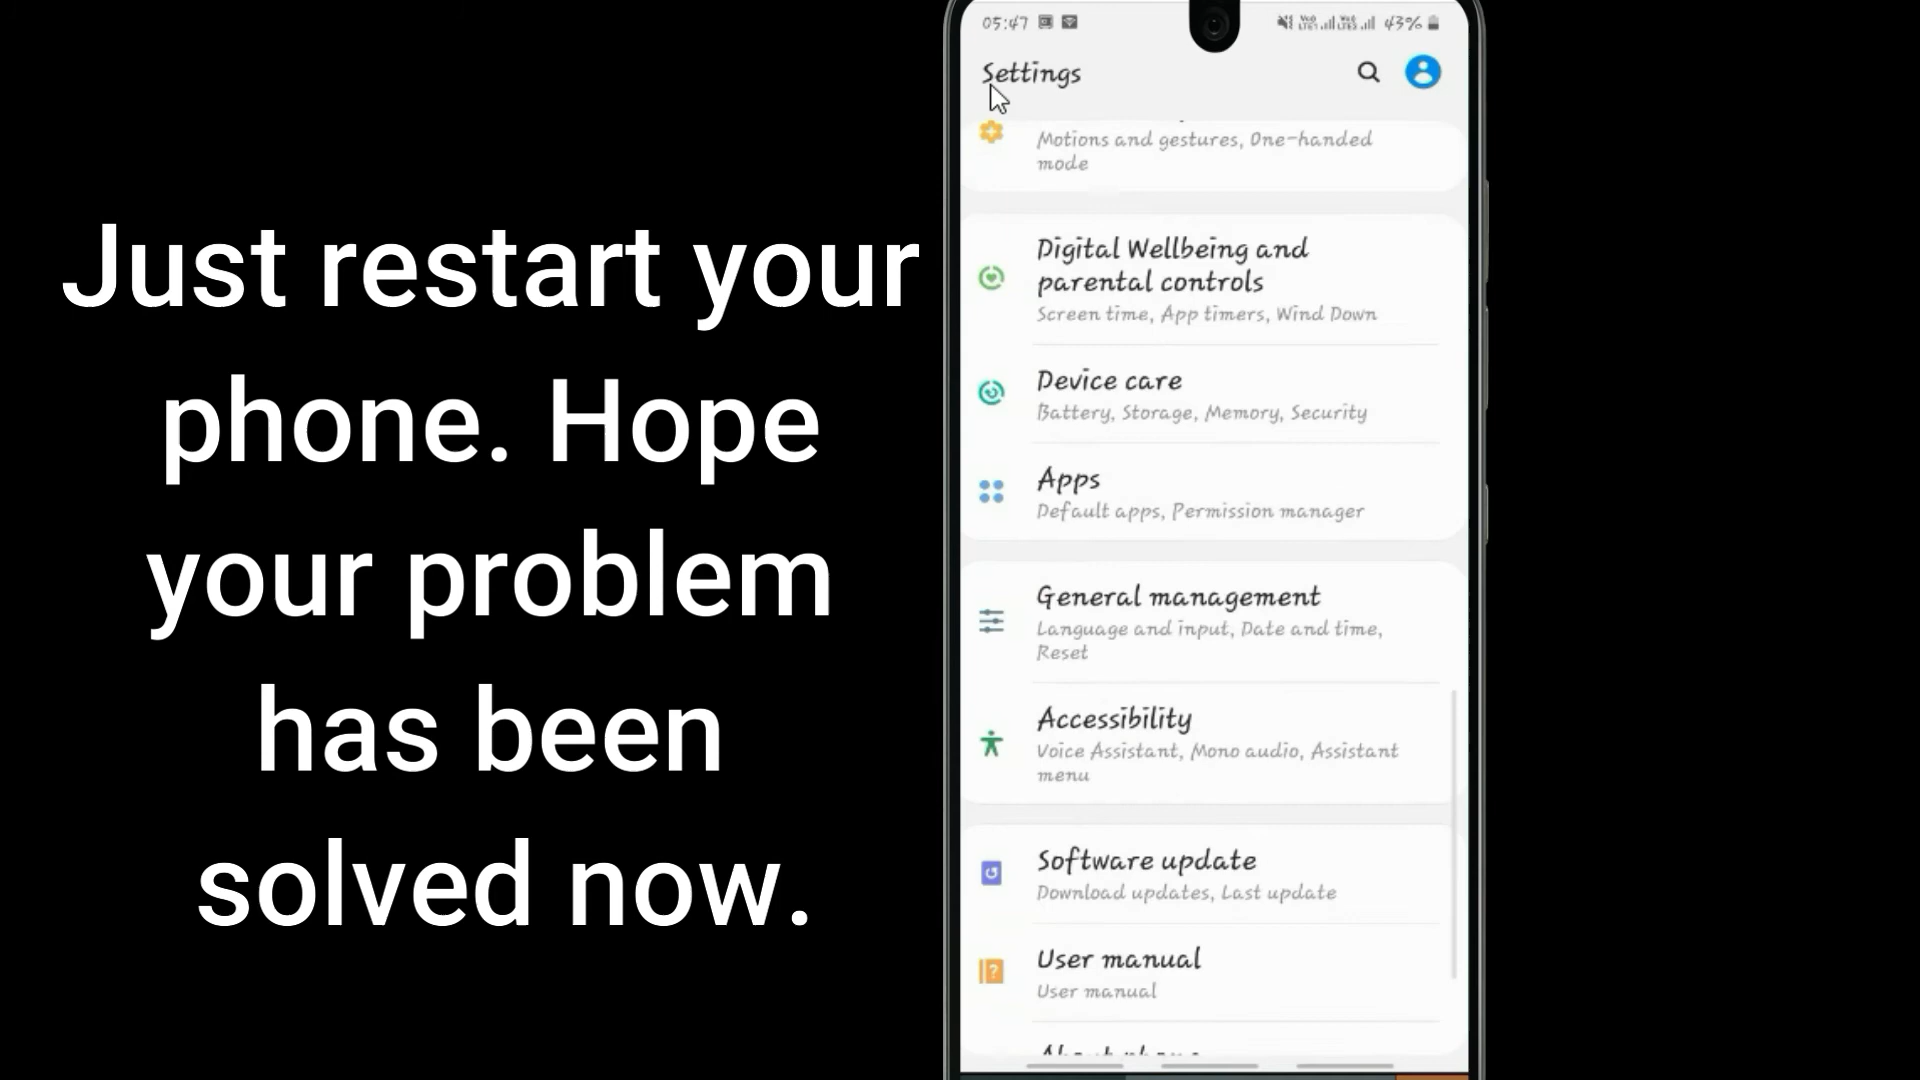 Just restart your
phone. Hope
your problem
has been
solved now.
05:47
43%
Settings
Motions and gestures, One-handed
mode
Digital Wellbeing and
parental controls
Screen time, App timers, Wind Down
Device care
Battery, Storage, Memory, Security
Apps
Default apps, Permission manager
General management
Language and input, Date and time,
Reset
Accessibility
Voice Assistant, Mono audio, Assistant
menu
Software update
Download updates, Last update
User manual
User manual
About phone